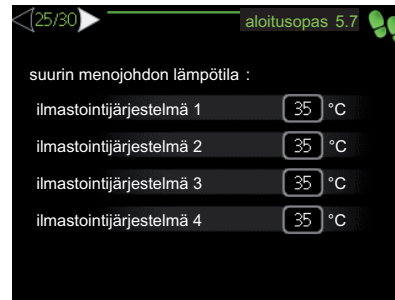 25/30
aloitusopas 5.7
suurin menojohdon lämpötila :
ilmastointijärjestelmä 1 35 °C
ilmastointijärjestelmä 2 35 °C
ilmastointijärjestelmä 3 35 °C
ilmastointijärjestelmä 4 35 °C